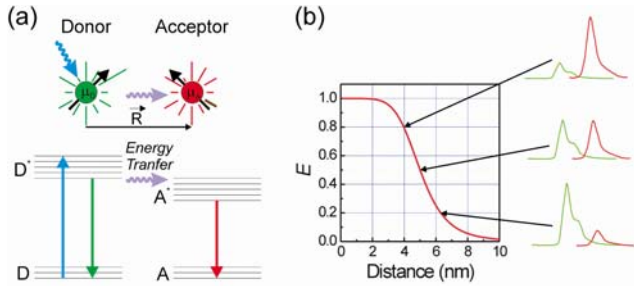 (a)
Donor
Acceptor
μD
μA
R
Energy
Tranfer
D*
A*
D
A
(b)
1.0
0.8
0.6
0.4
0.2
0.0
E
0 2 4 6 8 10
Distance (nm)